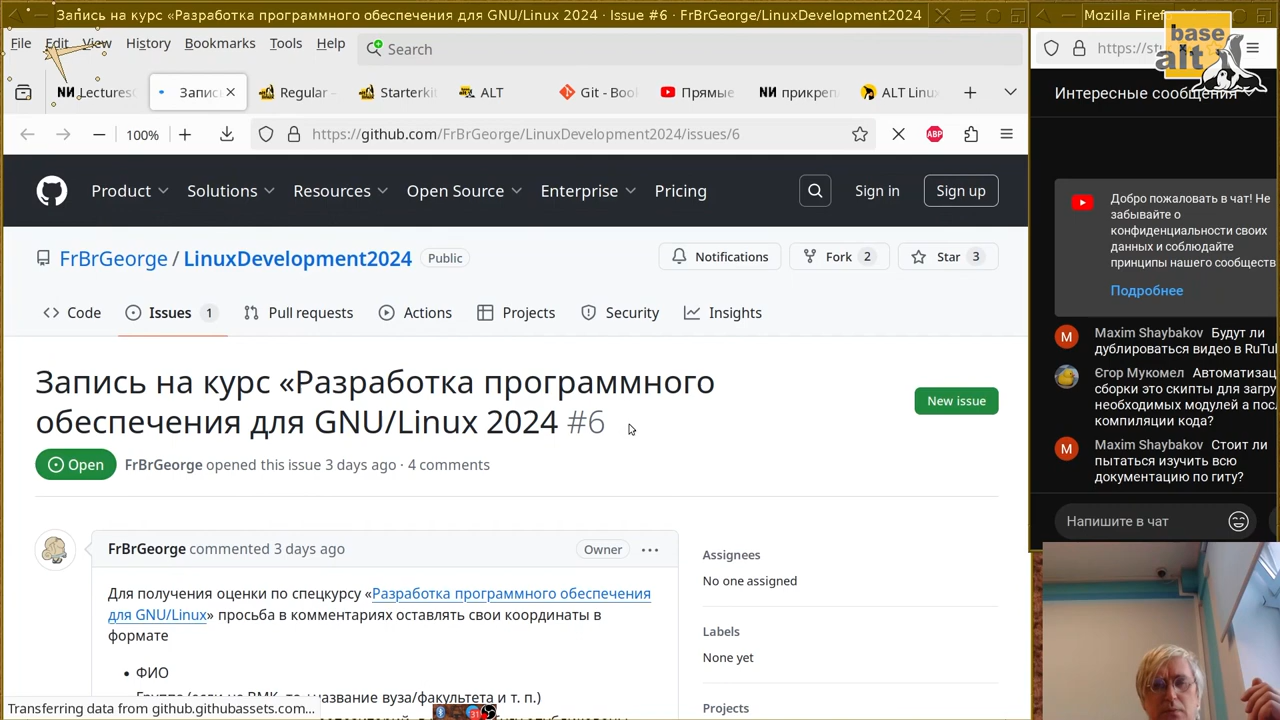 Запись на курс «Разработка программного обеспечения для GNU/Linux 2024 · Issue #6 · FrBrGeorge/LinuxDevelopment2024
Mozilla Firef
File Edit View History Bookmarks Tools Help
Search
Lectures
Запис
Regular -
Starterki
ALT
Git - Boo
Прямые
прикреп
ALT Linu
100%
https://github.com/FrBrGeorge/LinuxDevelopment2024/issues/6
ABP
https://st
base
alt
Product
Solutions
Resources
Open Source
Enterprise
Pricing
Sign in
Sign up
FrBrGeorge / LinuxDevelopment2024
Public
Notifications
Fork 2
Star 3
Code
Issues 1
Pull requests
Actions
Projects
Security
Insights
Запись на курс «Разработка программного
обеспечения для GNU/Linux 2024 #6
New issue
Open
FrBrGeorge opened this issue 3 days ago · 4 comments
FrBrGeorge commented 3 days ago
Owner
Для получения оценки по спецкурсу «Разработка программного обеспечения
для GNU/Linux» просьба в комментариях оставлять свои координаты в
формате
• ФИО
название вуза/факультета и т. п.)
Assignees
No one assigned
Labels
None yet
Projects
Transferring data from github.githubassets.com...
Интересные сообщения
Добро пожаловать в чат! Не
забывайте о
конфиденциальности своих
данных и соблюдайте
принципы нашего сообществ
Подробнее
Maxim Shaybakov Будут ли
дублироваться видео в RuTu
Єгор Мукомел Автоматизац
сборки это скипты для загру
необходимых модулей а пос
компиляции кода?
Maxim Shaybakov Стоит ли
пытаться изучить всю
документацию по гиту?
Напишите в чат